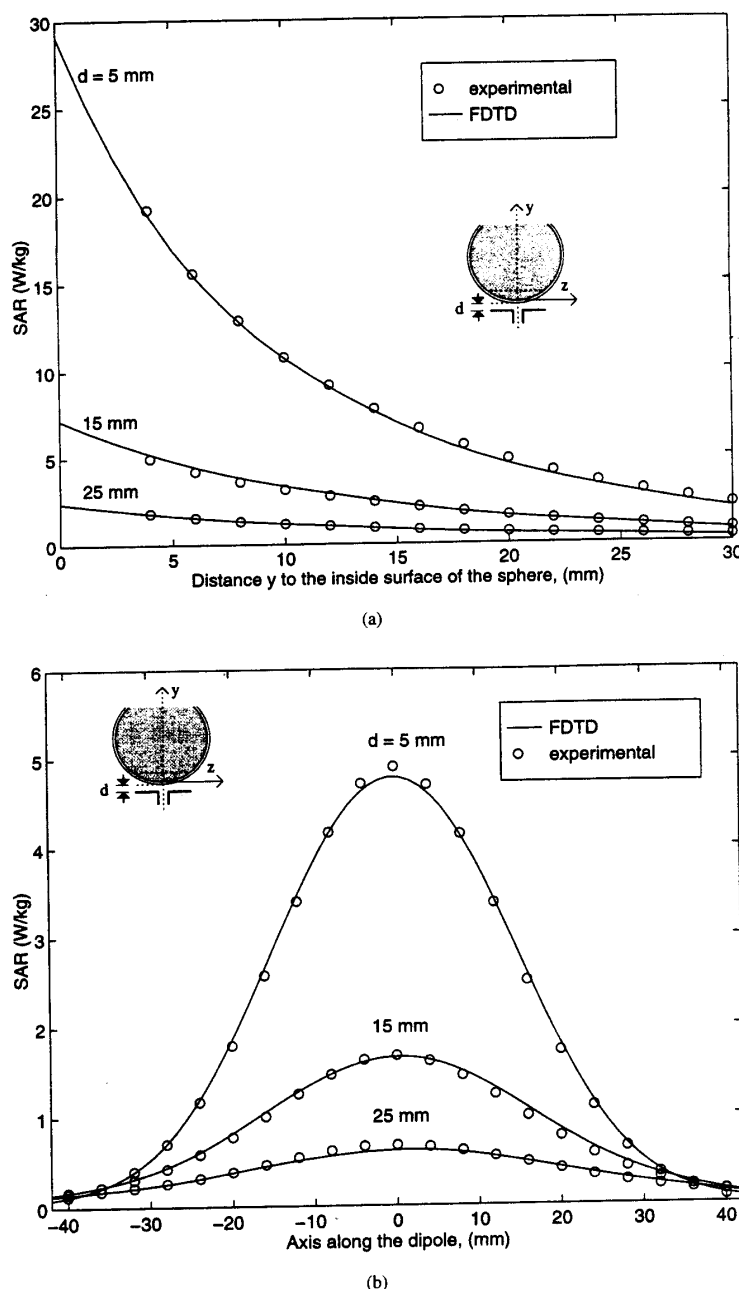 30
25
20
15
10
5
0
SAR (W/kg)
d = 5 mm
15 mm
25 mm
experimental
FDTD
y
z
d
0
5
10
15
20
25
30
Distance y to the inside surface of the sphere, (mm)
(a)
6
5
4
3
2
1
0
SAR (W/kg)
y
z
d
d = 5 mm
15 mm
25 mm
FDTD
experimental
−40
−30
−20
−10
0
10
20
30
40
Axis along the dipole, (mm)
(b)